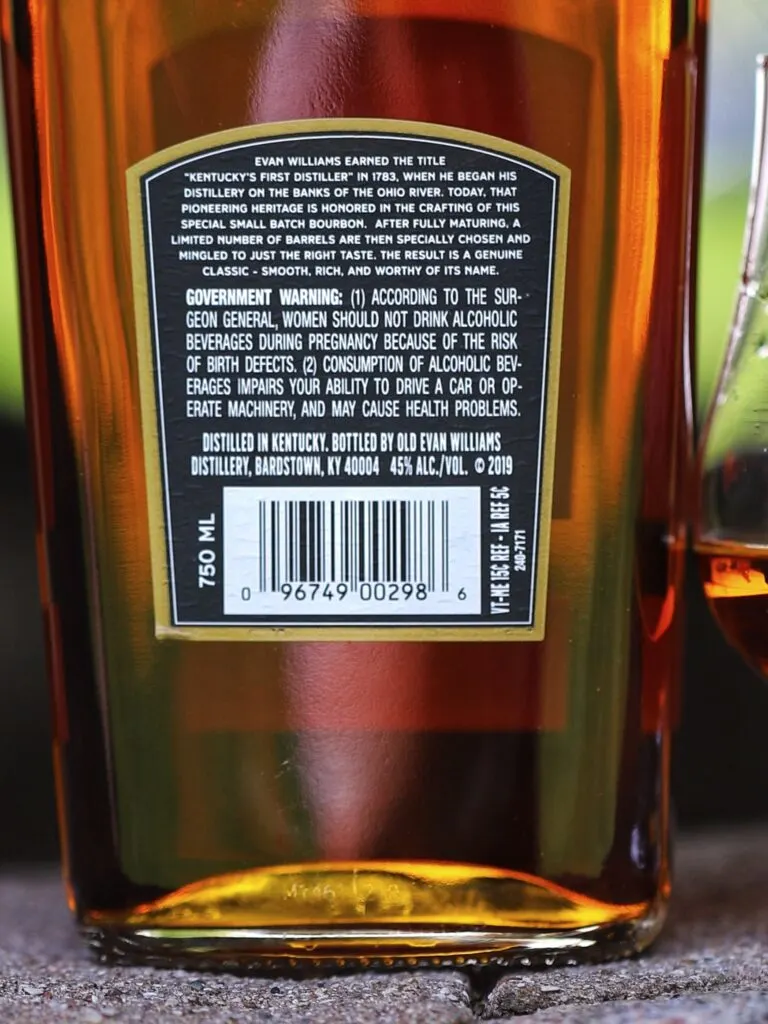 EVAN WILLIAMS EARNED THE TITLE
"KENTUCKY'S FIRST DISTILLER" IN 1783, WHEN HE BEGAN HIS
DISTILLERY ON THE BANKS OF THE OHIO RIVER. TODAY, THAT
PIONEERING HERITAGE IS HONORED IN THE CRAFTING OF THIS
SPECIAL SMALL BATCH BOURBON. AFTER FULLY MATURING, A
LIMITED NUMBER OF BARRELS ARE THEN SPECIALLY CHOSEN AND
MINGLED TO JUST THE RIGHT TASTE. THE RESULT IS A GENUINE
CLASSIC - SMOOTH, RICH, AND WORTHY OF ITS NAME.
GOVERNMENT WARNING: (1) ACCORDING TO THE SUR-
GEON GENERAL, WOMEN SHOULD NOT DRINK ALCOHOLIC
BEVERAGES DURING PREGNANCY BECAUSE OF THE RISK
OF BIRTH DEFECTS. (2) CONSUMPTION OF ALCOHOLIC BEV-
ERAGES IMPAIRS YOUR ABILITY TO DRIVE A CAR OR OP-
ERATE MACHINERY, AND MAY CAUSE HEALTH PROBLEMS.
DISTILLED IN KENTUCKY. BOTTLED BY OLD EVAN WILLIAMS
DISTILLERY, BARDSTOWN, KY 40004 45% ALC./VOL. © 2019
750 ML
0 96749 00298 6
VT-ME 15C REF - IA REF 5C
240-7171